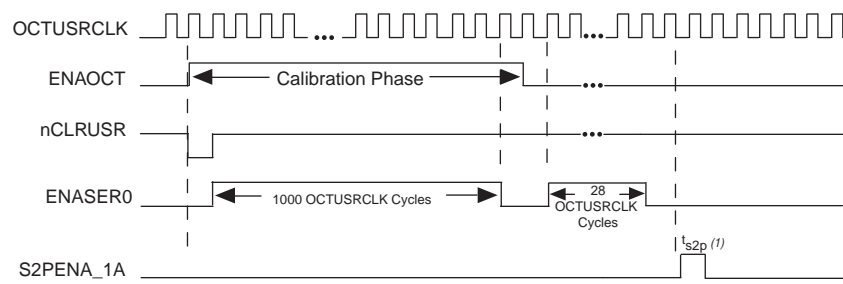 OCTUSRCLK
ENAOCT
Calibration Phase
nCLRUSR
ENASER0
1000 OCTUSRCLK Cycles
28
OCTUSRCLK
Cycles
ts2p (1)
S2PENA_1A